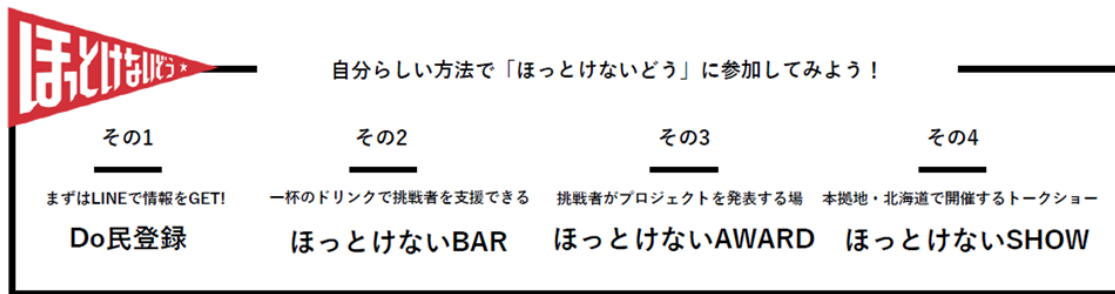 ほっとけないどう
自分らしい方法で「ほっとけないどう」に参加してみよう！
その1
まずはLINEで情報をGET!
Do民登録
その2
一杯のドリンクで挑戦者を支援できる
ほっとけないBAR
その3
挑戦者がプロジェクトを発表する場
ほっとけないAWARD
その4
本拠地・北海道で開催するトークショー
ほっとけないSHOW